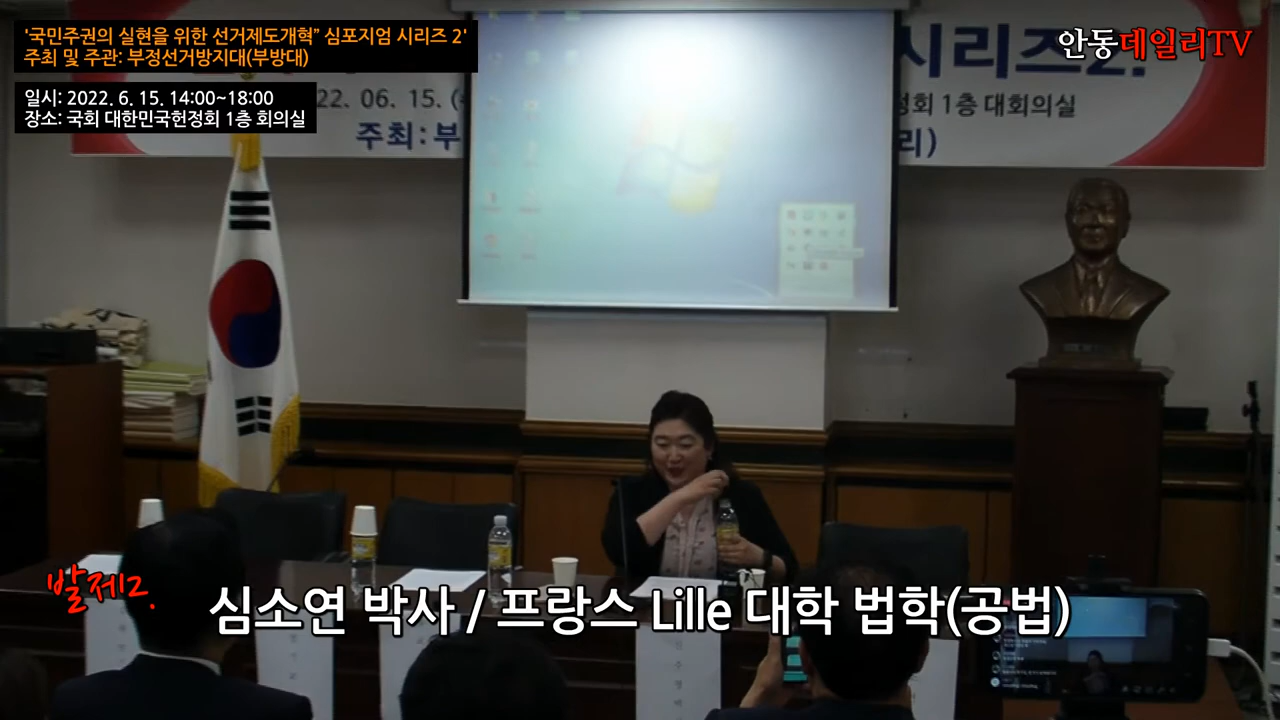 '국민주권의 실현을 위한 선거제도개혁” 심포지엄 시리즈 2'
주최 및 주관: 부정선거방지대(부방대)
안동데일리TV
시리즈2.
일시: 2022. 6. 15. 14:00~18:00
장소: 국회 대한민국헌정회 1층 회의실
22. 06. 15. (
정회 1층 대회의실
주최: 부
리)
발제2.
심소연 박사 / 프랑스 Lille 대학 법학(공법)